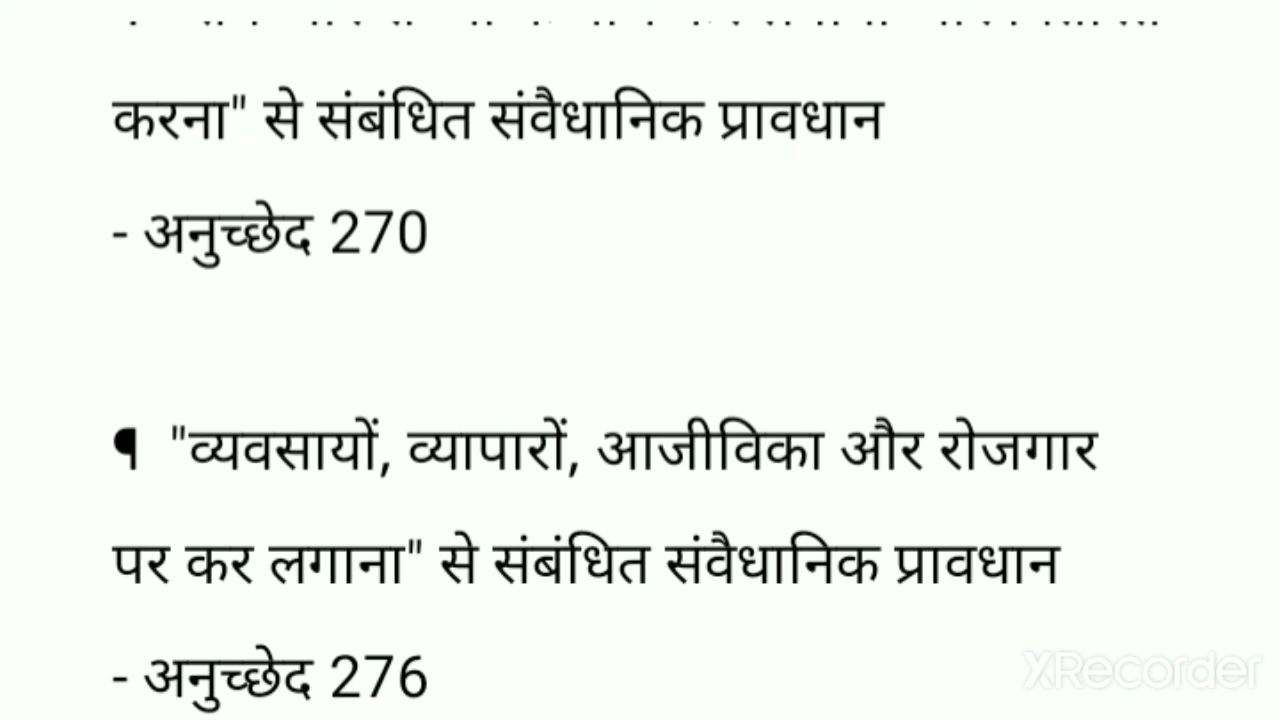 करना" से संबंधित संवैधानिक प्रावधान
- अनुच्छेद 270
¶ "व्यवसायों, व्यापारों, आजीविका और रोजगार
पर कर लगाना" से संबंधित संवैधानिक प्रावधान
- अनुच्छेद 276
XRecorder